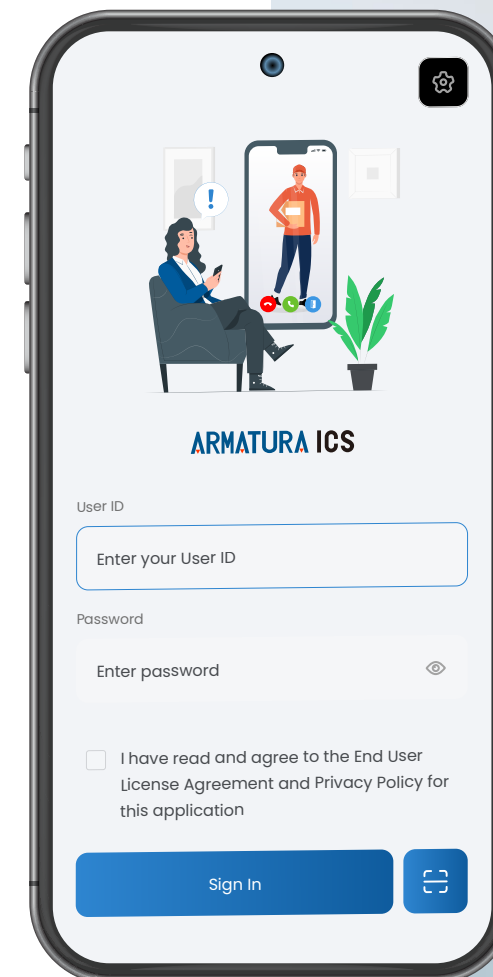 !
ARMATURA ICS
User ID
Enter your User ID
Password
Enter password
I have read and agree to the End User
License Agreement and Privacy Policy for
this application
Sign In